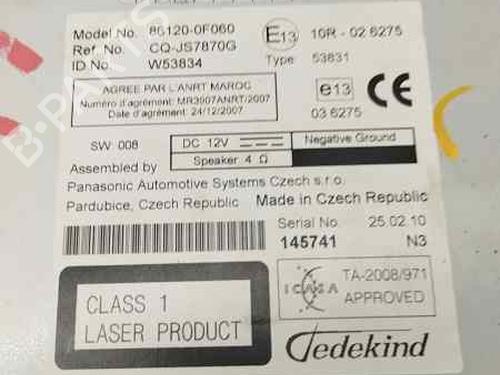 Model No. 86120-0F060
Ref No. CQ-JS7870G
ID No. W53834
E13 10R - 02 6275
Type 53831
AGREE PAR L'ANRT MAROC
Numéro d'agrément: MR3907ANRT/2007
Date d'agrément: 24/12/2007
e13 CE
03 6275
SW: 008
DC 12V
Negative Ground
Speaker 4 Ω
Assembled by
Panasonic Automotive Systems Czech s.r.o.
Pardubice, Czech Republic Made in Czech Republic
Serial No 25.02.10
145741 N3
CLASS 1
LASER PRODUCT
ICASA
TA-2008/971
APPROVED
Tedekind
B-PARTS